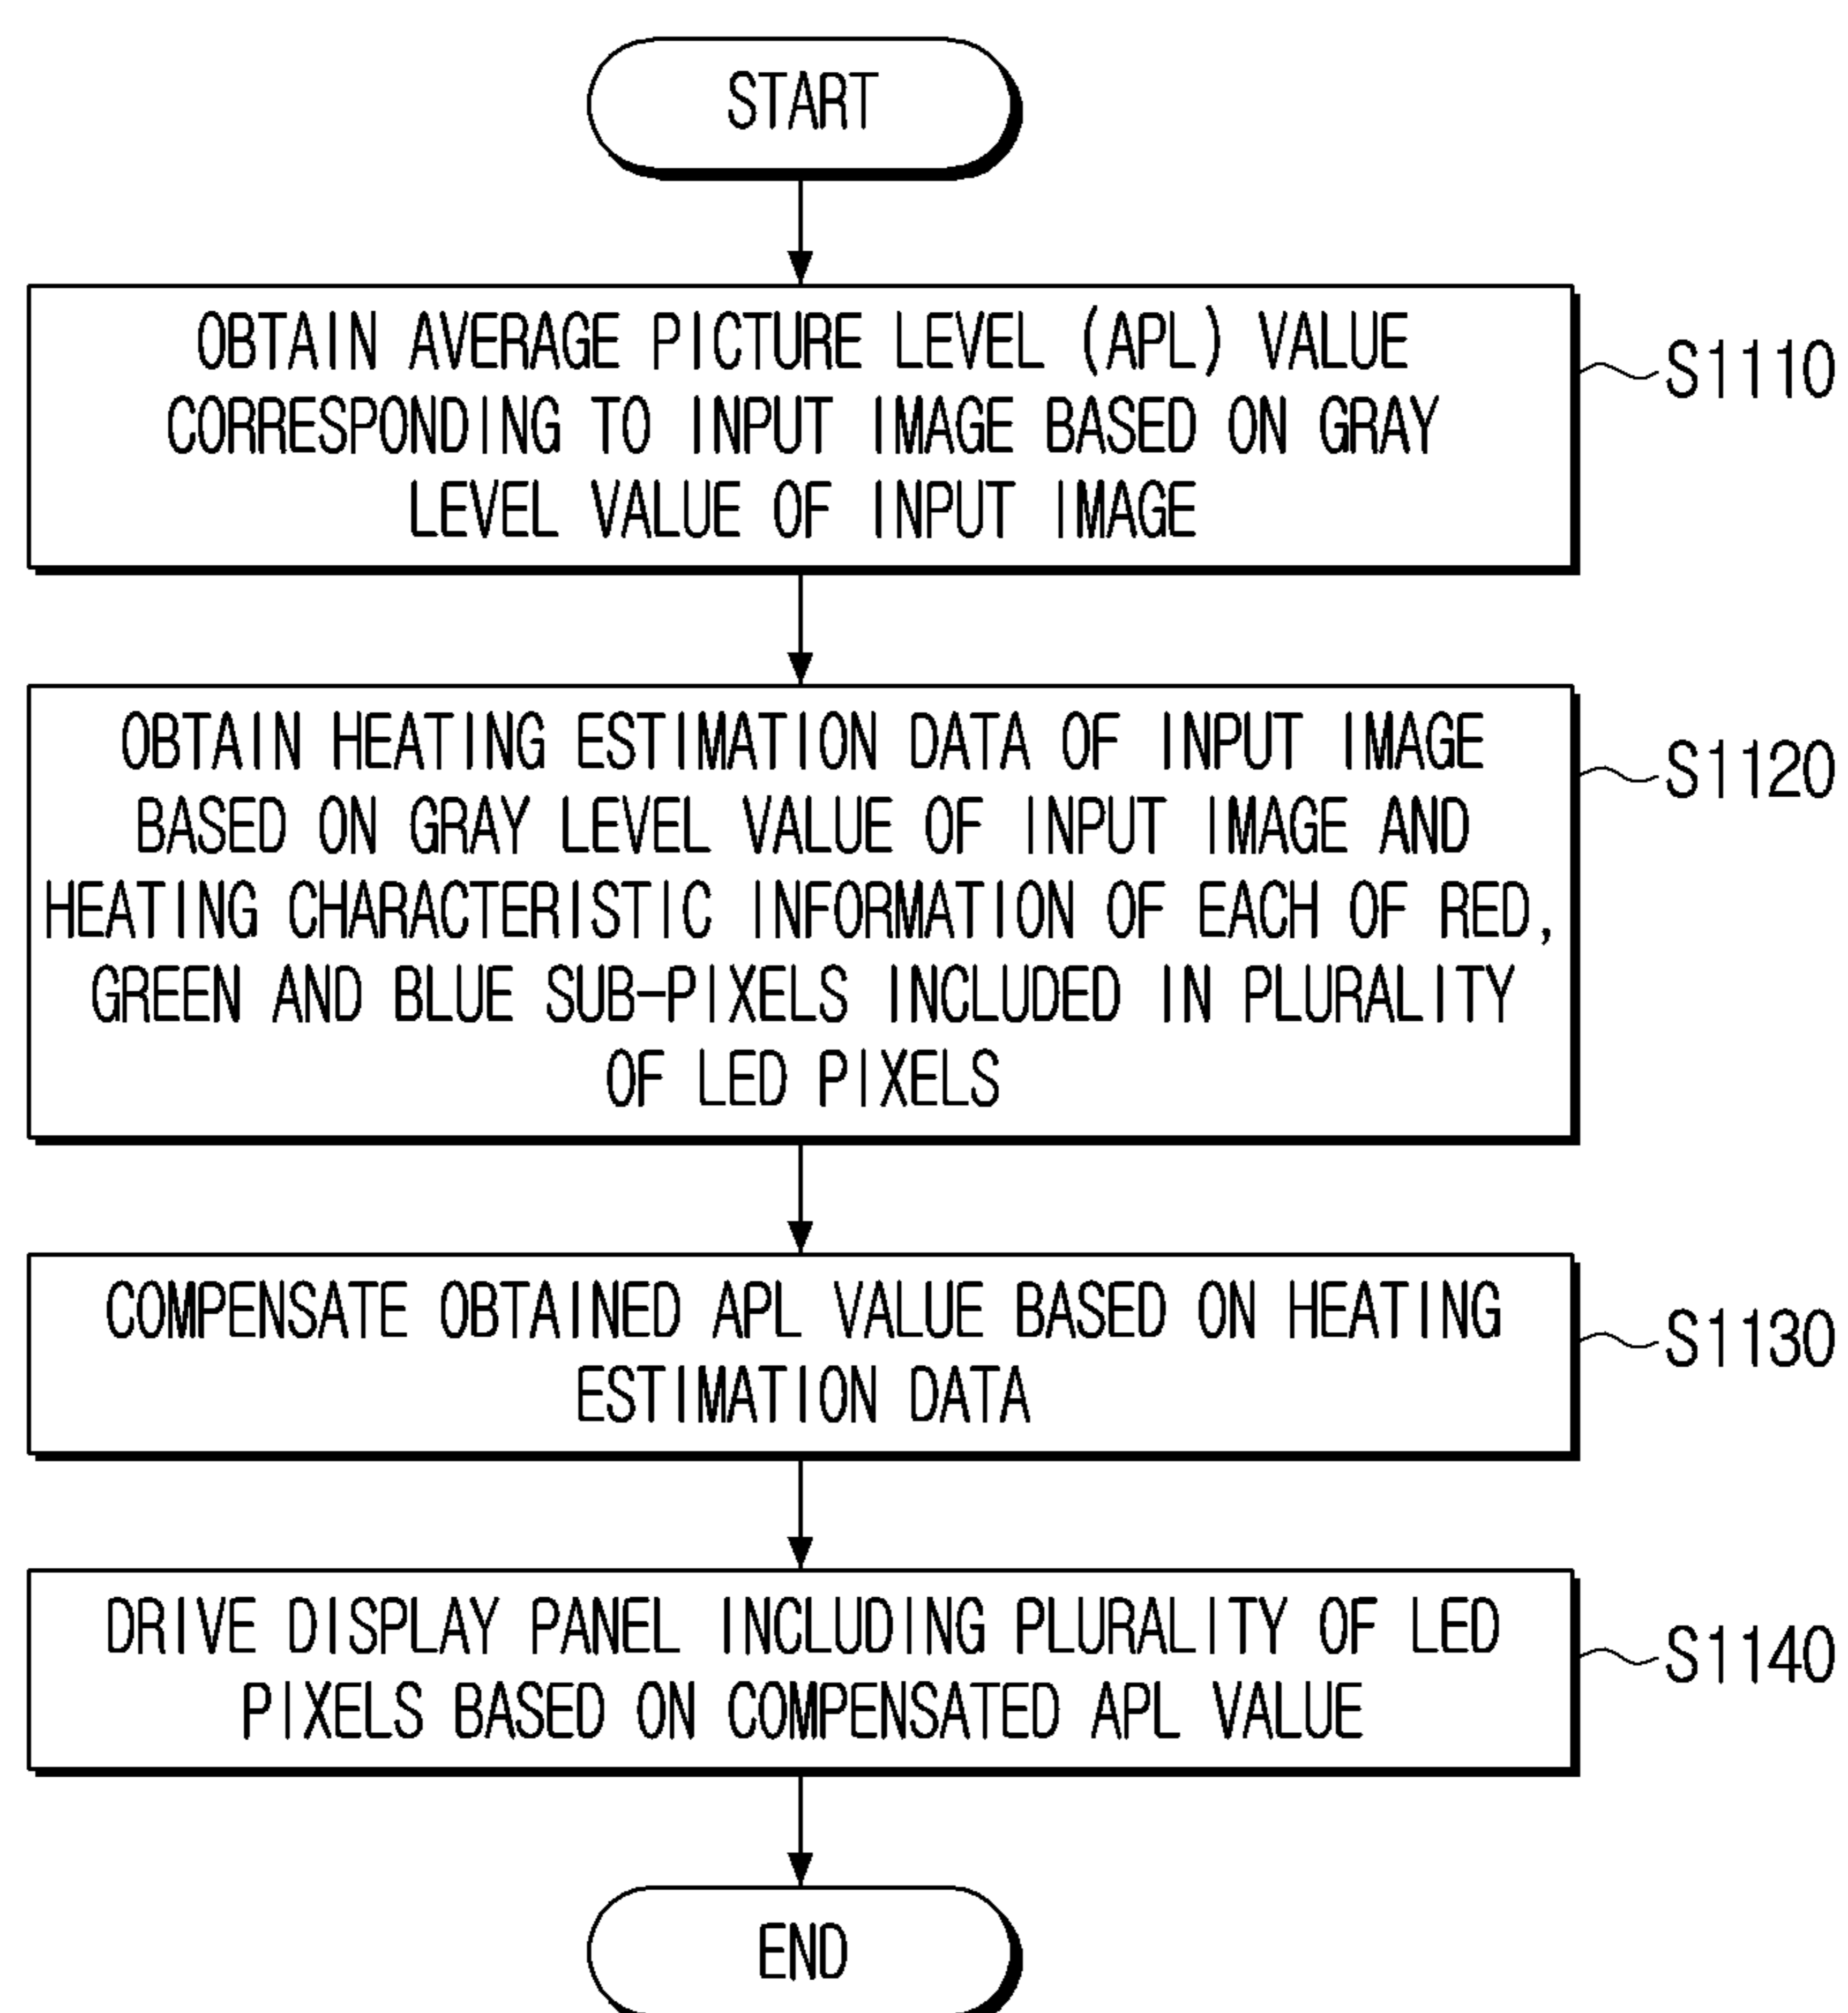 START
OBTAIN AVERAGE PICTURE LEVEL (APL) VALUE
CORRESPONDING TO INPUT IMAGE BASED ON GRAY
LEVEL VALUE OF INPUT IMAGE
S1110
OBTAIN HEATING ESTIMATION DATA OF INPUT IMAGE
BASED ON GRAY LEVEL VALUE OF INPUT IMAGE AND
HEATING CHARACTERISTIC INFORMATION OF EACH OF RED,
GREEN AND BLUE SUB-PIXELS INCLUDED IN PLURALITY
OF LED PIXELS
S1120
COMPENSATE OBTAINED APL VALUE BASED ON HEATING
ESTIMATION DATA
S1130
DRIVE DISPLAY PANEL INCLUDING PLURALITY OF LED
PIXELS BASED ON COMPENSATED APL VALUE
S1140
END